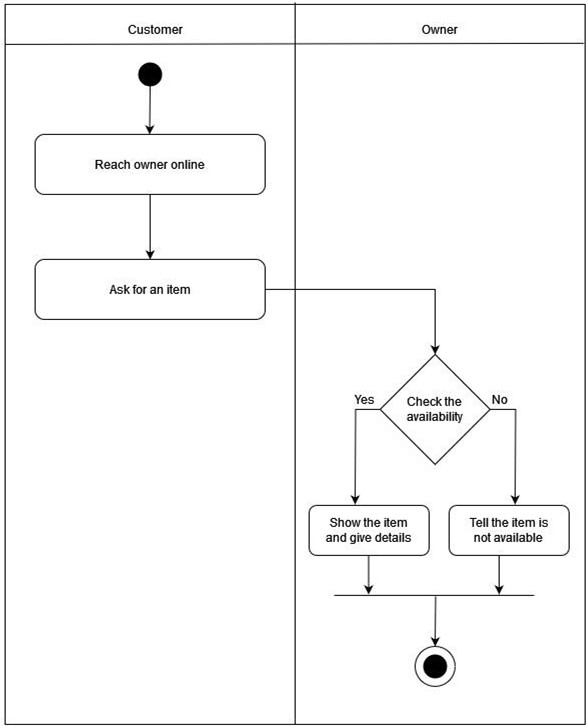 Customer
Owner
Reach owner online
Ask for an item
Check the
availability
Yes
No
Show the item
and give details
Tell the item is
not available